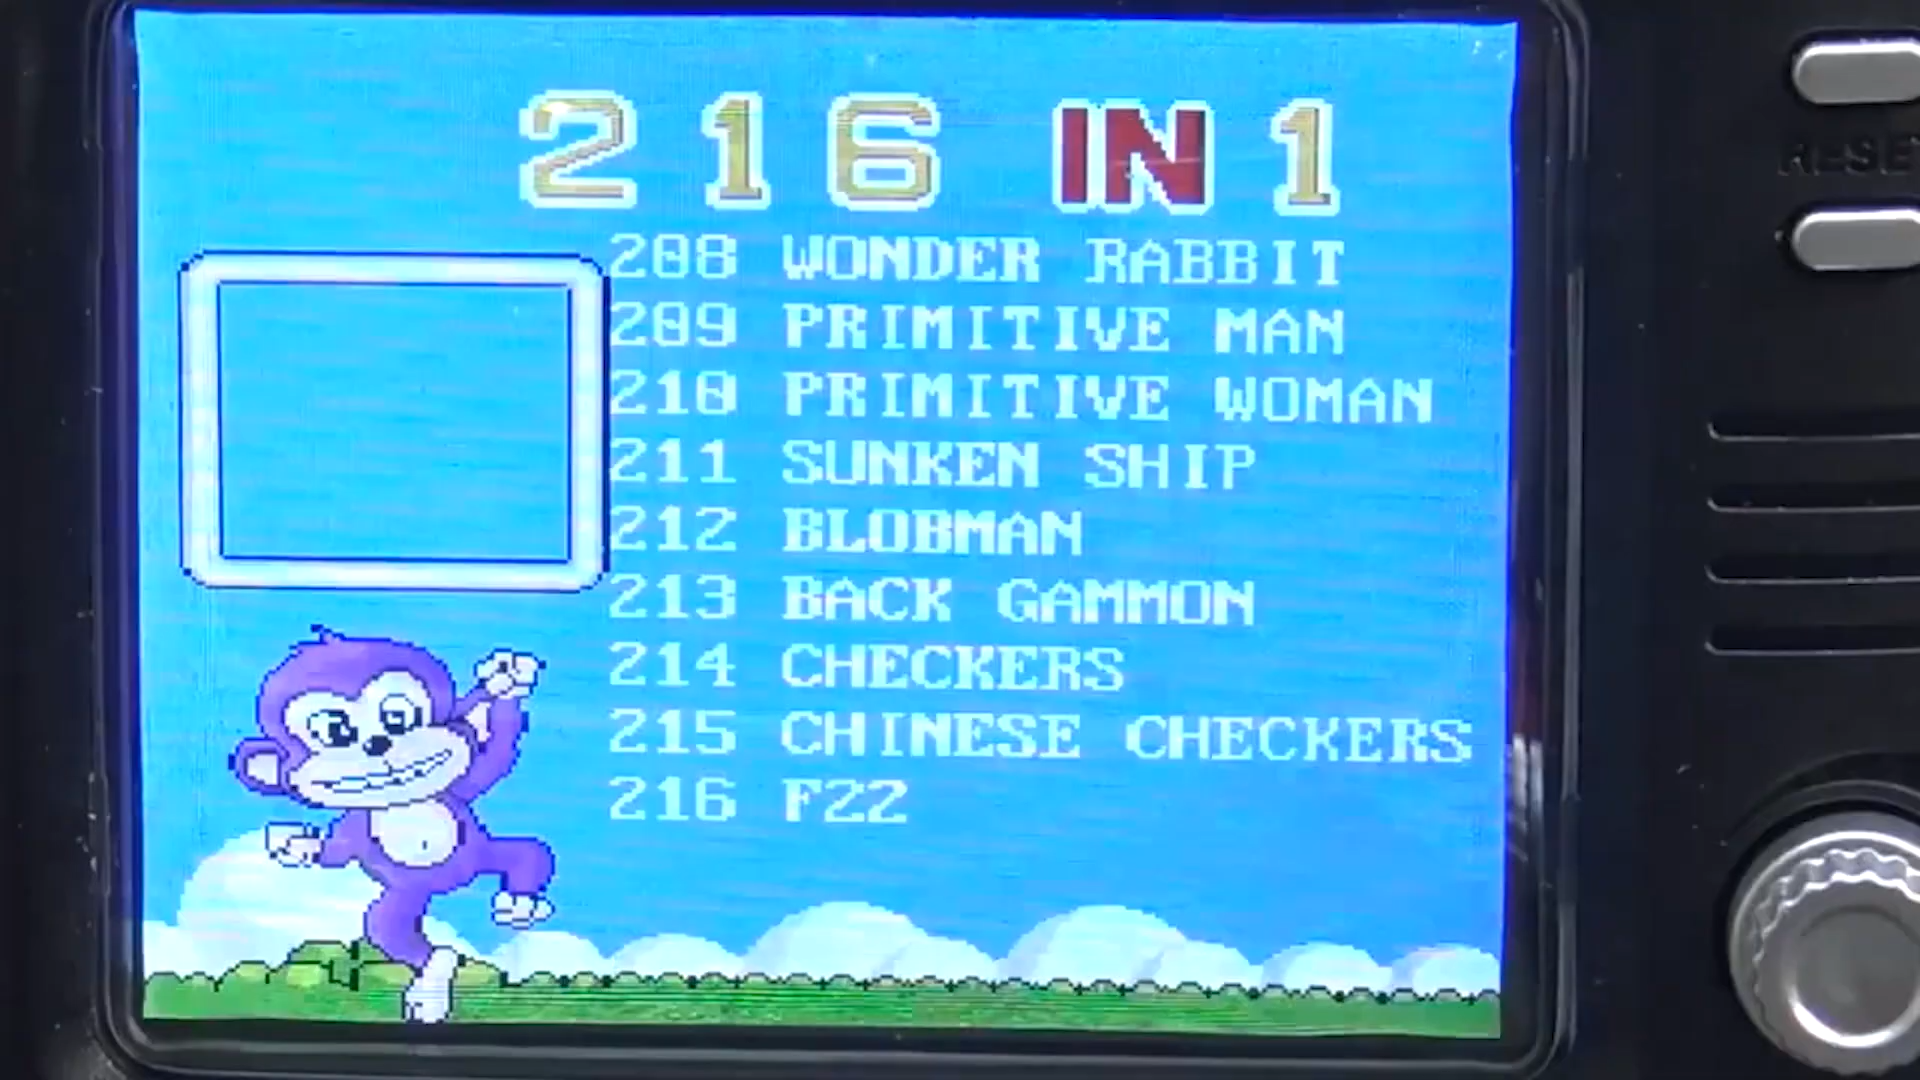 216 IN 1
208 WONDER RABBIT
209 PRIMITIVE MAN
210 PRIMITIVE WOMAN
211 SUNKEN SHIP
212 BLOBMAN
213 BACK GAMMON
214 CHECKERS
215 CHINESE CHECKERS
216 F22
RESE